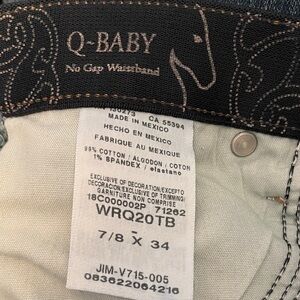 Q-BABY
No Gap Waistband
130273 CA 55394
MADE IN MEXICO
HECHO EN MEXICO
FABRIQUE AU MEXIQUE
99% COTTON / ALGODON / COTON
1% SPANDEX / elastano
EXCLUSIVE OF DECORATION/EXCEPTO
DECORACION/EXCLUSIVE OF TRIMMING/
GARNITURE NON COMPRISE
18C000002P 71262
WRQ20TB
7/8 X 34
JIM-V715-005
083622064216